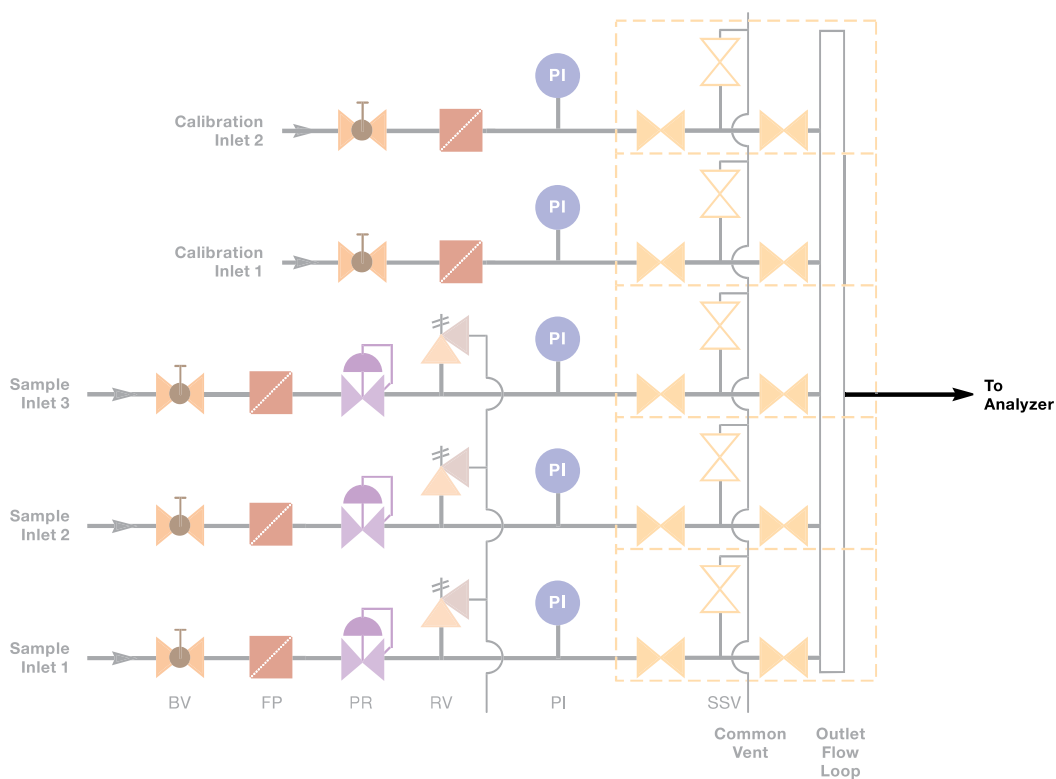 PI
Calibration
Inlet 2
PI
Calibration
Inlet 1
PI
Sample
Inlet 3
To
Analyzer
PI
Sample
Inlet 2
PI
Sample
Inlet 1
BV FP PR RV PI SSV
Common
Vent
Outlet
Flow
Loop